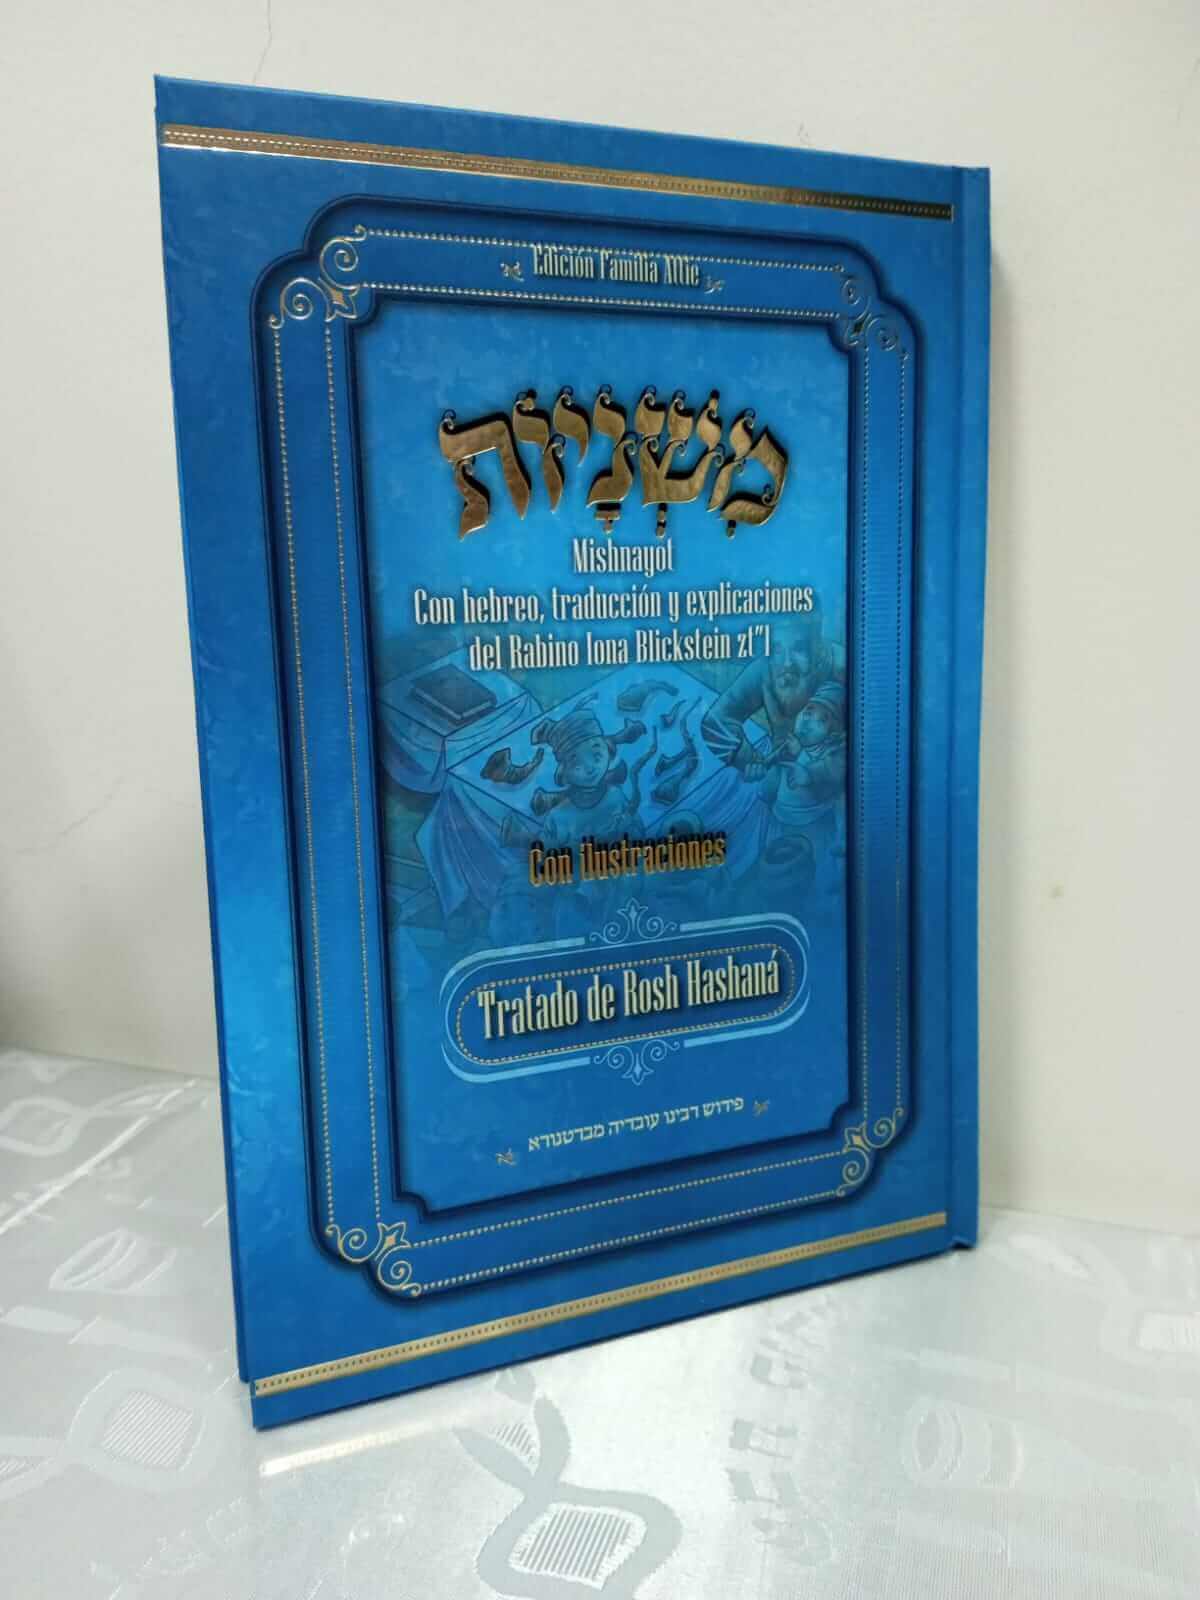 Edición Familia Attie
מִשְׁנָיוֹת
Mishnayot
Con hebreo, traducción y explicaciones
del Rabino Iona Blickstein zt"l
Con ilustraciones
Tratado de Rosh Hashaná
פירוש רבינו עובדיה מברטנורא